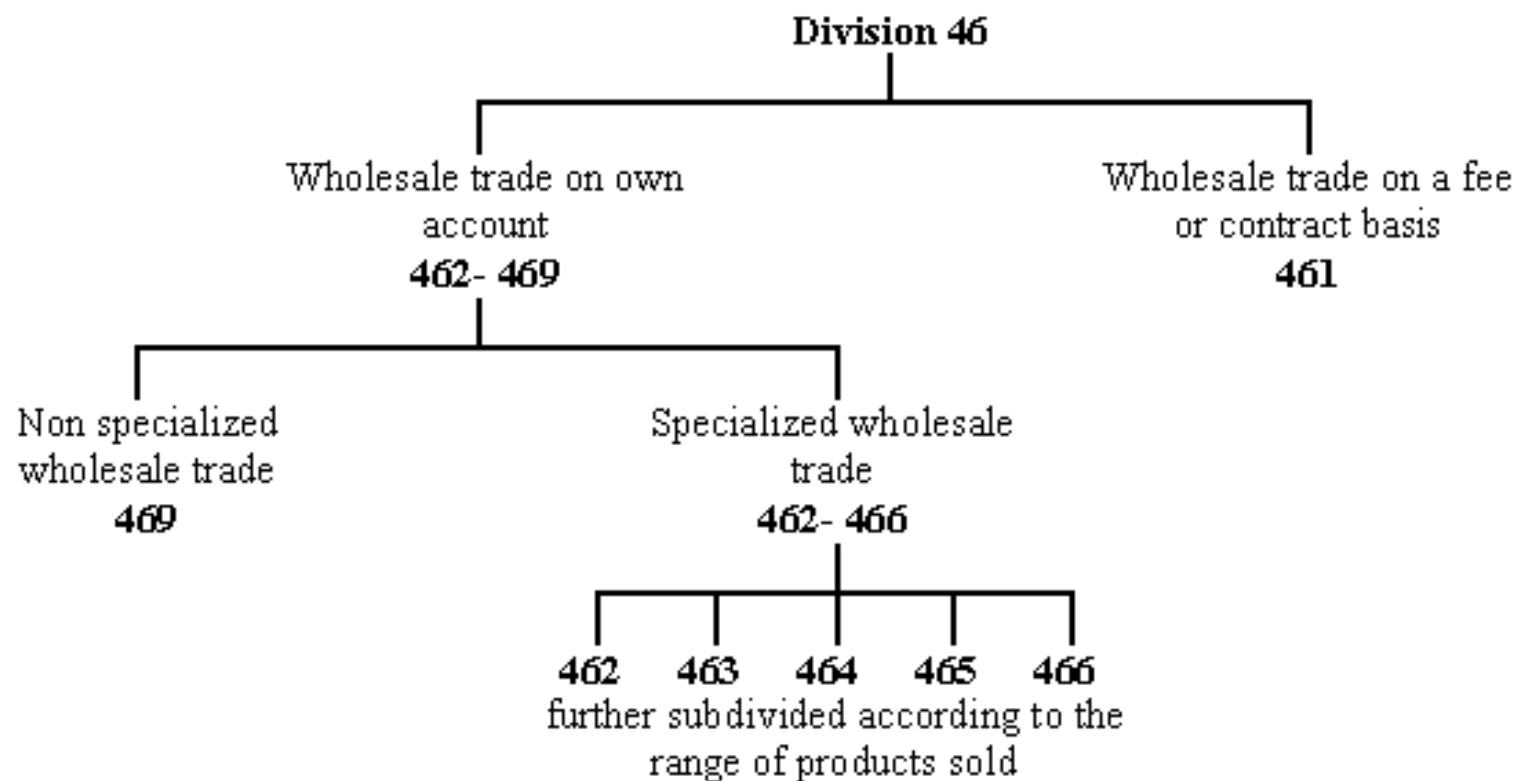 Division 46
Wholesale trade on own
account
462- 469
Wholesale trade on a fee
or contract basis
461
Non specialized
wholesale trade
469
Specialized wholesale
trade
462- 466
462 463 464 465 466
further subdivided according to the
range of products sold